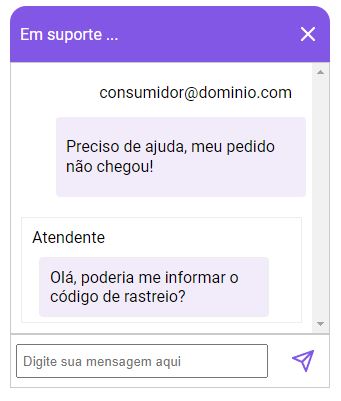 Em suporte ...
consumidor@dominio.com
Preciso de ajuda, meu pedido
não chegou!
Atendente
Olá, poderia me informar o
código de rastreio?
Digite sua mensagem aqui